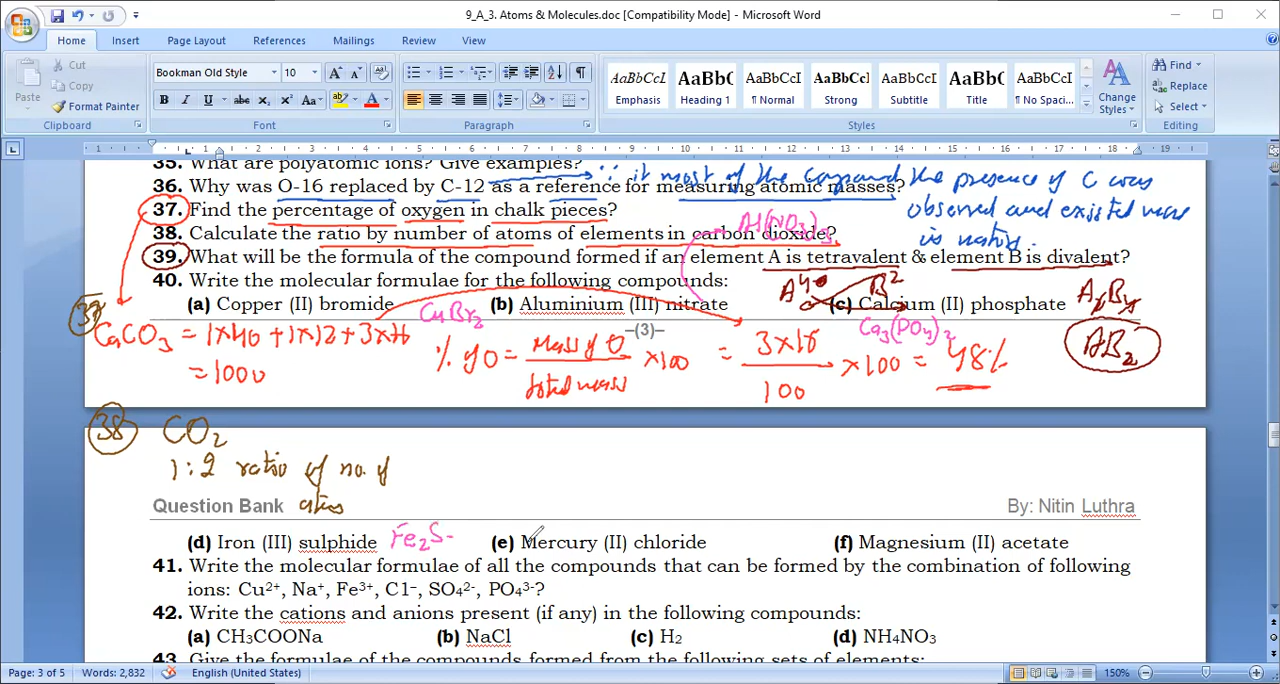 9_A_3. Atoms & Molecules.doc [Compatibility Mode] - Microsoft Word
Home Insert Page Layout References Mailings Review View
Cut
Copy
Format Painter
Paste
Bookman Old Style 10
Find
Replace
Select
Change Styles
AaBbCcI AaBb( AaBbCcI AaBbCcI AaBbCcI AaBb( AaBbCcI
Emphasis Heading 1 ¶ Normal Strong Subtitle Title ¶ No Spaci...
Clipboard Font Paragraph Styles Editing
35. What are polyatomic ions? Give examples?
36. Why was O-16 replaced by C-12 as a reference for measuring atomic masses?
∵ it most of the the presence of C was
observed and existed mass
is
37. Find the percentage of oxygen in chalk pieces?
38. Calculate the ratio by number of atoms of elements in carbon dioxide?
Al(NO3)3
39. What will be the formula of the compound formed if an element A is tetravalent & element B is divalent?
40. Write the molecular formulae for the following compounds:
(a) Copper (II) bromide (b) Aluminium (III) nitrate (c) Calcium (II) phosphate
CuBr2 Ca3(PO4)2
AB2
–(3)–
37
CaCO3 = 1×40 + 1×12 + 3×16
% of O = Mass of O / total mass ×100 = 3×16 / 100 ×100 = 48%
38 CO2
1:2 ratio of no. of
atoms
Question Bank By: Nitin Luthra
(d) Iron (III) sulphide Fe2S (e) Mercury (II) chloride (f) Magnesium (II) acetate
41. Write the molecular formulae of all the compounds that can be formed by the combination of following
ions: Cu2+, Na+, Fe3+, C1–, SO42-, PO43-?
42. Write the cations and anions present (if any) in the following compounds:
(a) CH3COONa (b) NaCl (c) H2 (d) NH4NO3
43. Give the formulae of the compounds formed from the following sets of elements:
Page: 3 of 5 Words: 2,832 English (United States) 150%